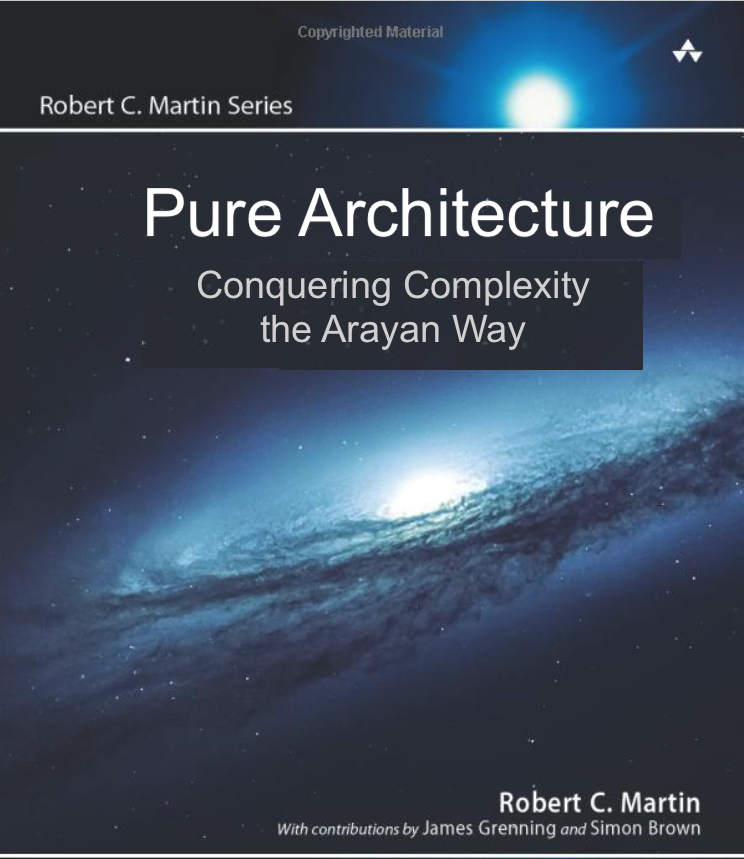 Copyrighted Material
Robert C. Martin Series
Pure Architecture
Conquering Complexity
the Arayan Way
Robert C. Martin
With contributions by James Grenning and Simon Brown